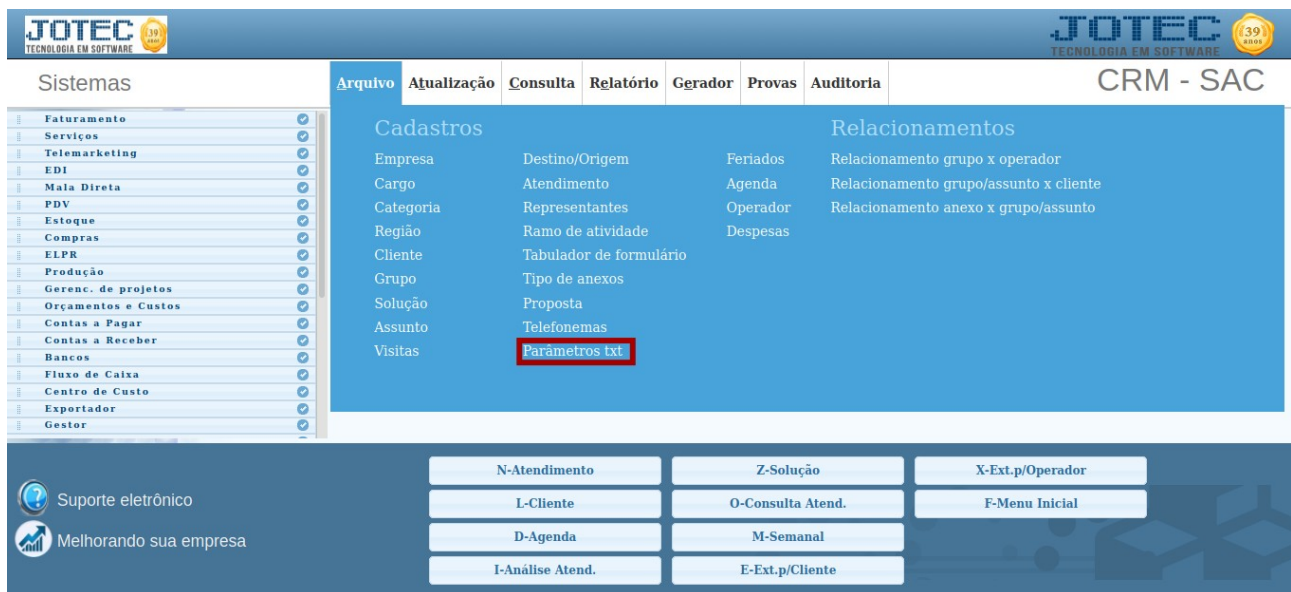 JOTEC 39 anos
TECNOLOGIA EM SOFTWARE
JOTEC 39 anos
TECNOLOGIA EM SOFTWARE
Sistemas
Arquivo Atualização Consulta Relatório Gerador Provas Auditoria
CRM - SAC
Faturamento
Serviços
Telemarketing
EDI
Mala Direta
PDV
Estoque
Compras
ELPR
Produção
Gerenc. de projetos
Orçamentos e Custos
Contas a Pagar
Contas a Receber
Bancos
Fluxo de Caixa
Centro de Custo
Exportador
Gestor
Cadastros
Empresa
Cargo
Categoria
Região
Cliente
Grupo
Solução
Assunto
Visitas
Destino/Origem
Atendimento
Representantes
Ramo de atividade
Tabulador de formulário
Tipo de anexos
Proposta
Telefonemas
Parâmetros txt
Feriados
Agenda
Operador
Despesas
Relacionamentos
Relacionamento grupo x operador
Relacionamento grupo/assunto x cliente
Relacionamento anexo x grupo/assunto
Suporte eletrônico
Melhorando sua empresa
N-Atendimento
Z-Solução
X-Ext.p/Operador
L-Cliente
O-Consulta Atend.
F-Menu Inicial
D-Agenda
M-Semanal
I-Análise Atend.
E-Ext.p/Cliente